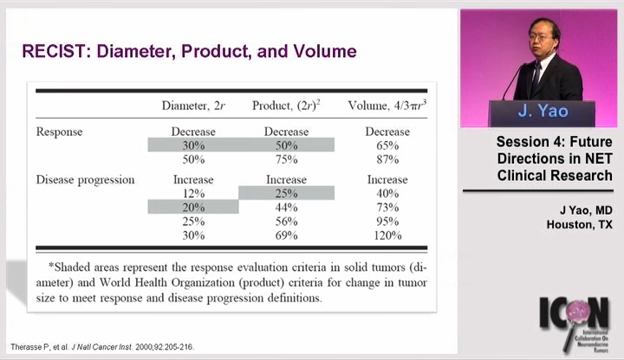 RECIST: Diameter, Product, and Volume
Diameter, 2r Product, (2r)² Volume, 4/3πr³
Response Decrease Decrease Decrease
30% 50% 65%
50% 75% 87%
Disease progression Increase Increase Increase
12% 25% 40%
20% 44% 73%
25% 56% 95%
30% 69% 120%
*Shaded areas represent the response evaluation criteria in solid tumors (di-
ameter) and World Health Organization (product) criteria for change in tumor
size to meet response and disease progression definitions.
Therasse P, et al. J Natl Cancer Inst. 2000;92:205-216.
J. Yao
Session 4: Future
Directions in NET
Clinical Research
J Yao, MD
Houston, TX
ICON
International
Collaboration On
Neuroendocrine
Tumors